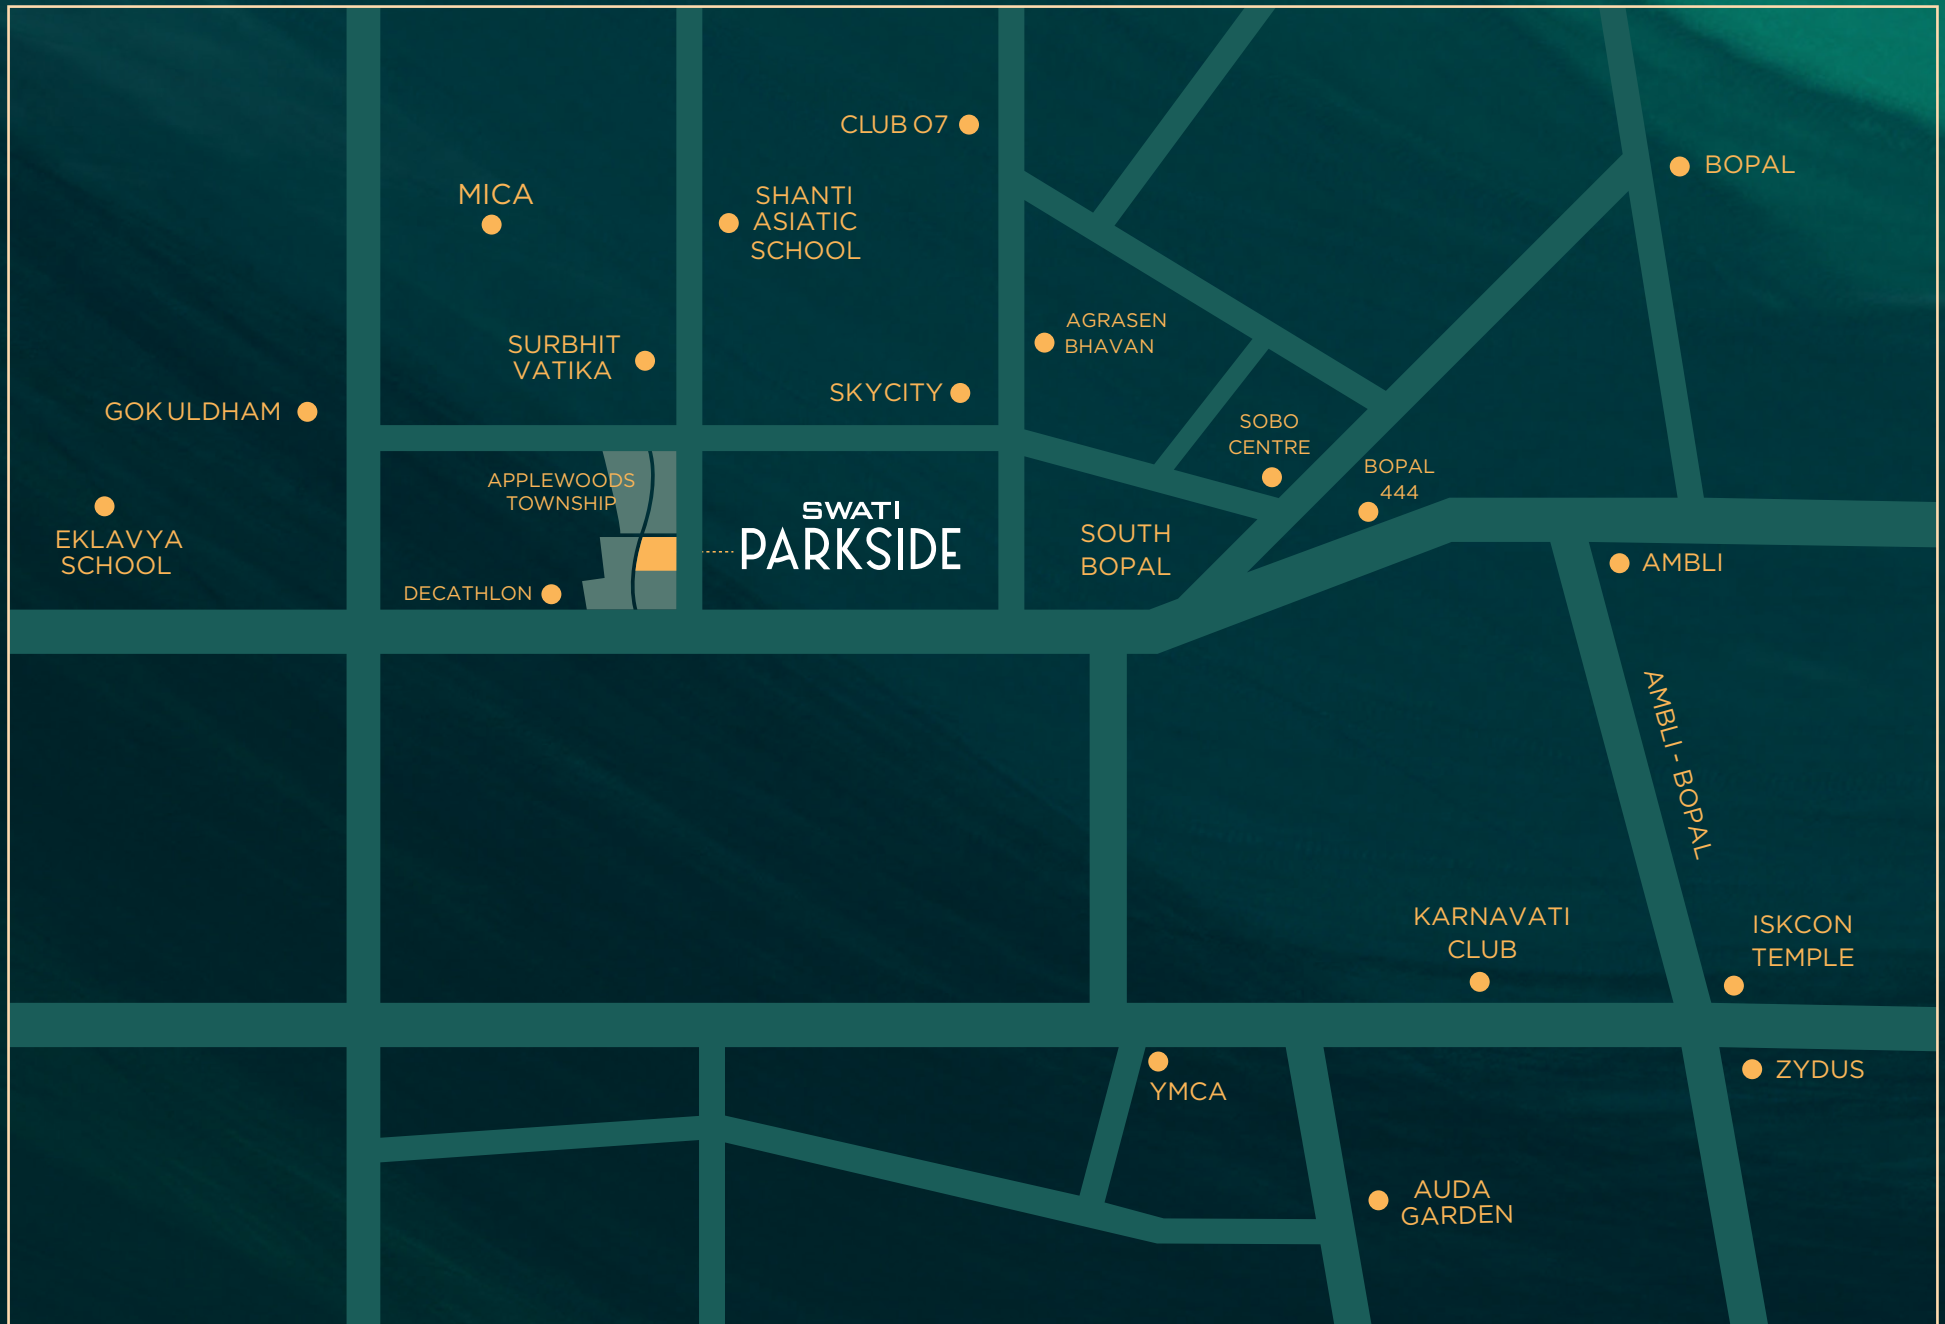 CLUB O7
BOPAL
MICA
SHANTI
ASIATIC
SCHOOL
AGRASEN
BHAVAN
SURBHIT
VATIKA
SKYCITY
GOKULDHAM
SOBO
CENTRE
BOPAL
444
APPLEWOODS
TOWNSHIP
SWATI
PARKSIDE
SOUTH
BOPAL
EKLAVYA
SCHOOL
DECATHLON
AMBLI
AMBLI - BOPAL
KARNAVATI
CLUB
ISKCON
TEMPLE
YMCA
ZYDUS
AUDA
GARDEN